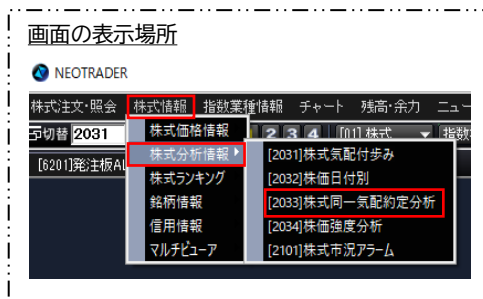 画面の表示場所
NEOTRADER
株式注文・照会 株式情報 指数業種情報 チャート 残高・余力 ニュー
切替 2031 2 3 4 [01] 株式 指数
[6201]発注板AL
株式価格情報
株式分析情報
株式ランキング
銘柄情報
信用情報
マルチビューア
[2031]株式気配付歩み
[2032]株価日付別
[2033]株式同一気配約定分析
[2034]株価強度分析
[2101]株式市況アラーム